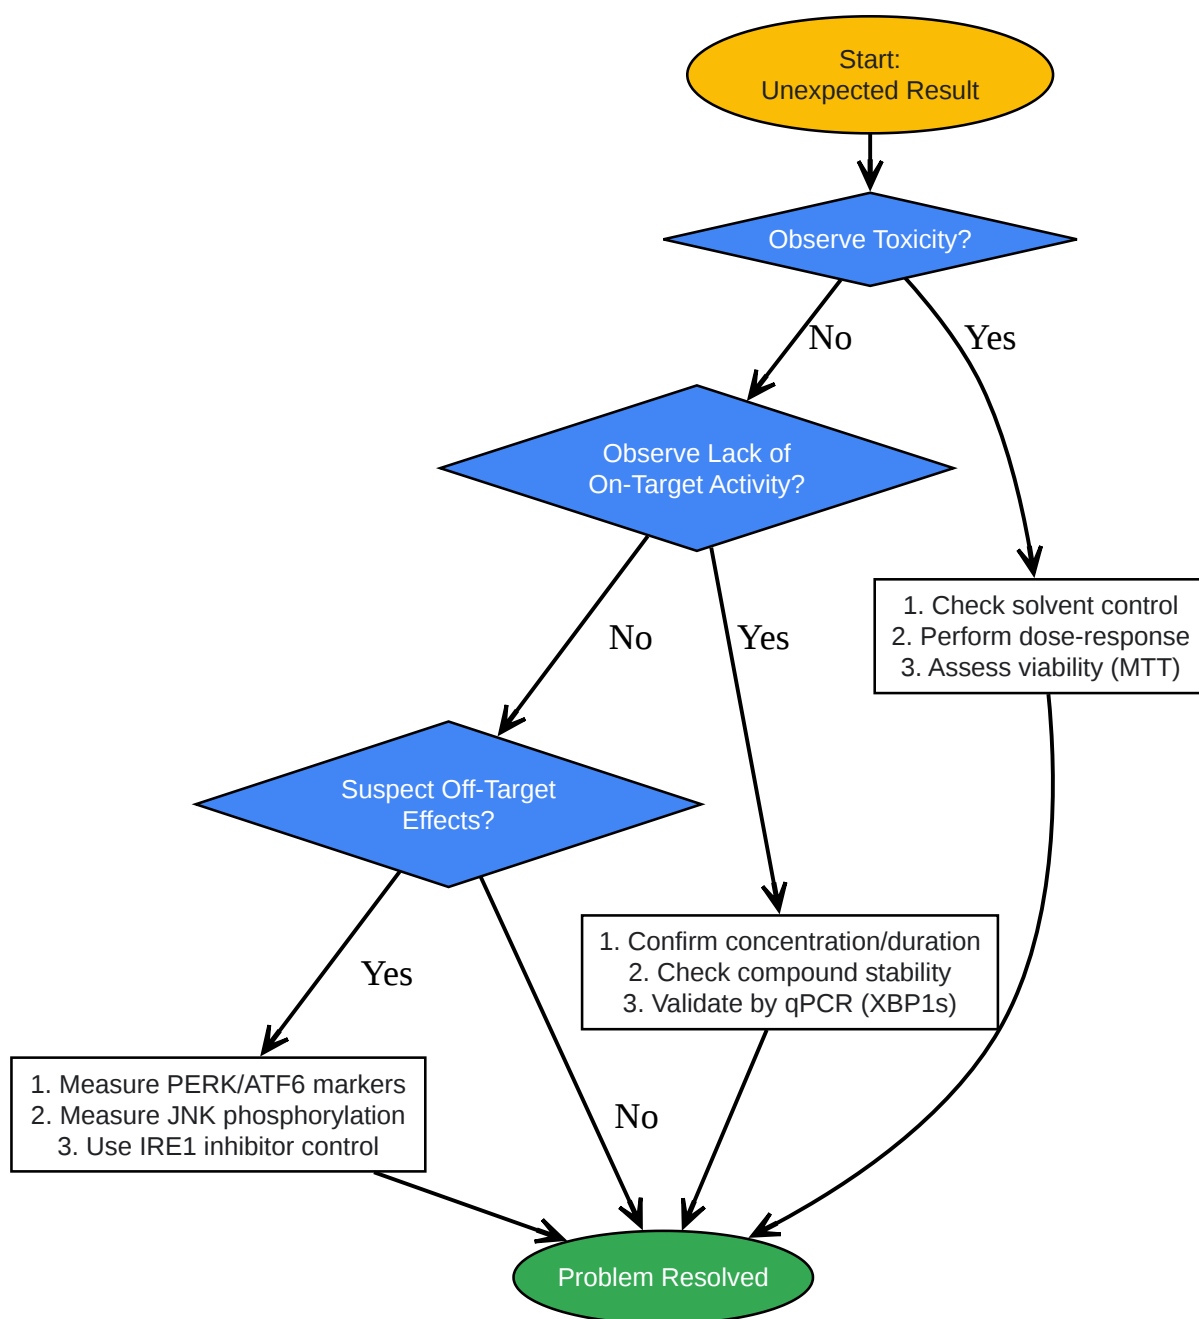 Start:
Unexpected Result
Observe Toxicity?
No
Yes
Observe Lack of
On-Target Activity?
1. Check solvent control
2. Perform dose-response
3. Assess viability (MTT)
No
Yes
Suspect Off-Target
Effects?
1. Confirm concentration/duration
2. Check compound stability
3. Validate by qPCR (XBP1s)
Yes
1. Measure PERK/ATF6 markers
2. Measure JNK phosphorylation
3. Use IRE1 inhibitor control
No
Problem Resolved